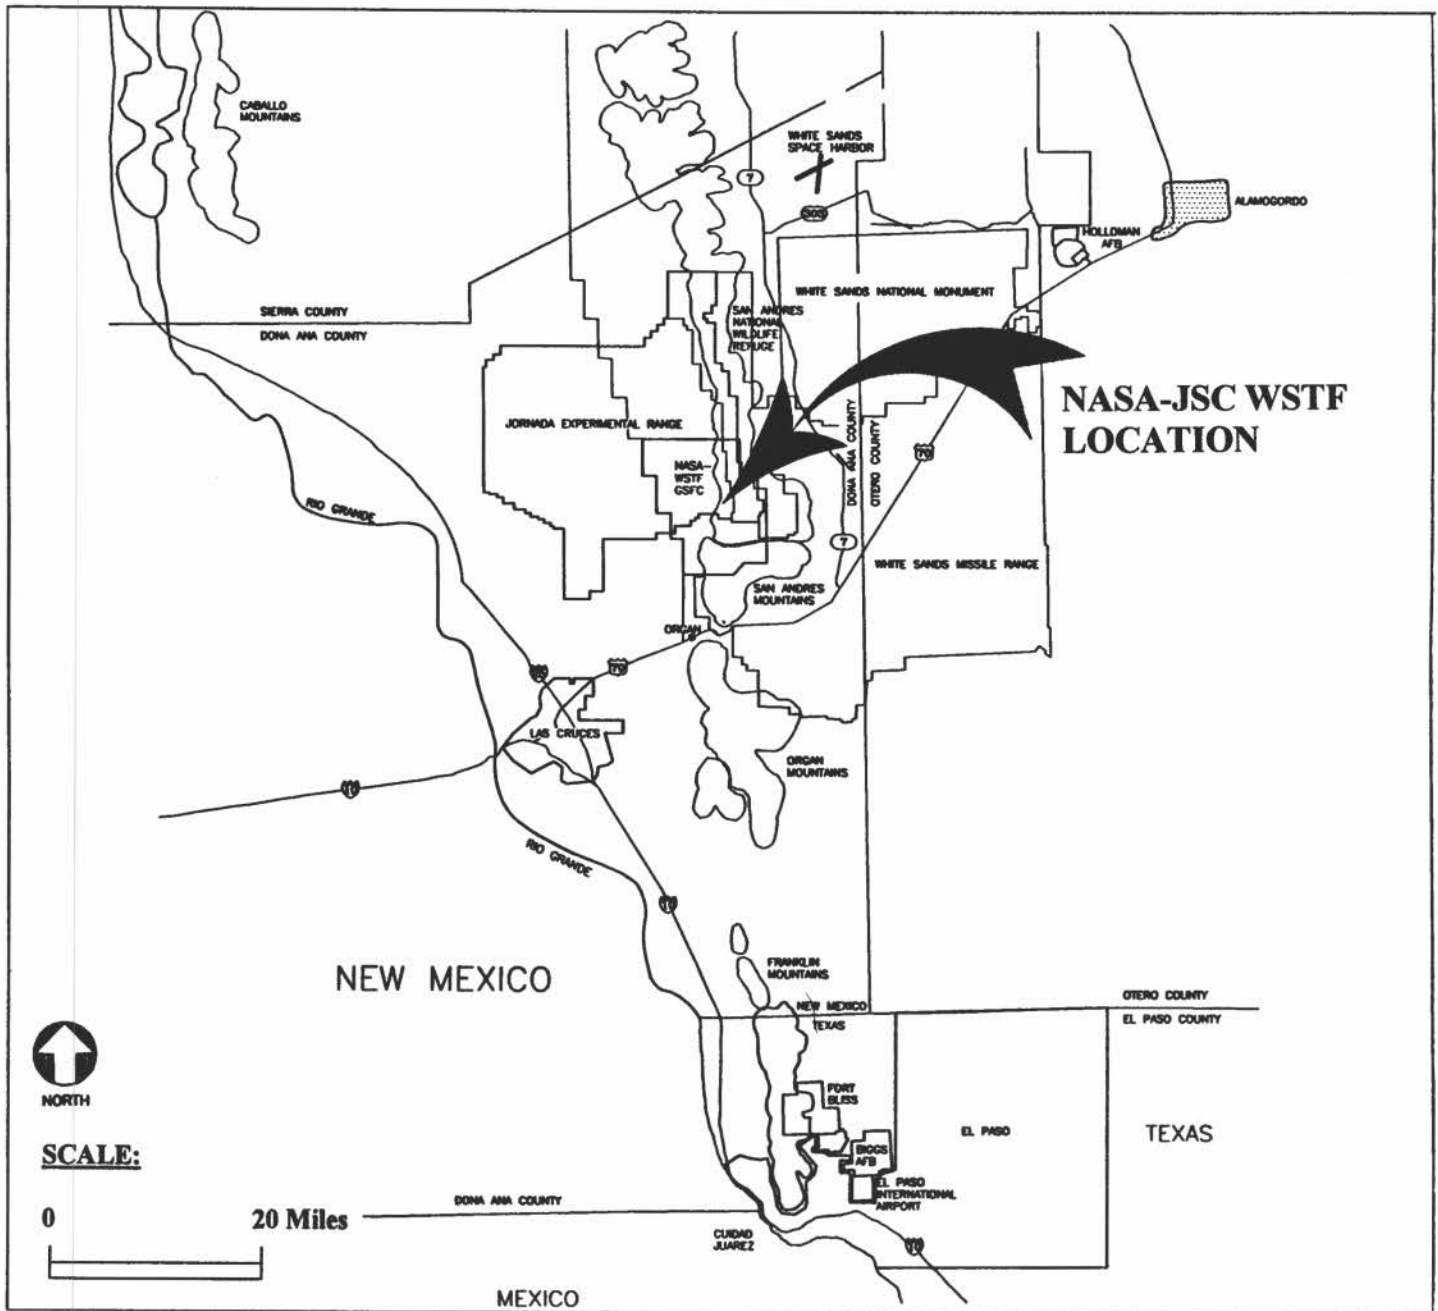 CABALLO
MOUNTAINS
WHITE SANDS
SPACE HARBOR
7
303
ALAMOGORDO
HOLLOMAN
AFB
WHITE SANDS NATIONAL MONUMENT
SIERRA COUNTY
DONA ANA COUNTY
SAN ANDRES
NATIONAL
WILDLIFE
REFUGE
NASA-JSC WSTF
LOCATION
JORNADA EXPERIMENTAL RANGE
DONA ANA COUNTY
OTERO COUNTY
70
NASA-
WSTF
GSFC
RIO GRANDE
7
WHITE SANDS MISSILE RANGE
SAN ANDRES
MOUNTAINS
ORGAN
70
LAS CRUCES
ORGAN
MOUNTAINS
10
RIO GRANDE
10
NEW MEXICO
FRANKLIN
MOUNTAINS
NEW MEXICO
TEXAS
OTERO COUNTY
EL PASO COUNTY
NORTH
FORT
BLISS
EL PASO
TEXAS
BIGGS
AFB
EL PASO
INTERNATIONAL
AIRPORT
SCALE:
0 20 Miles
DONA ANA COUNTY
CUIDAD
JUAREZ
10
MEXICO